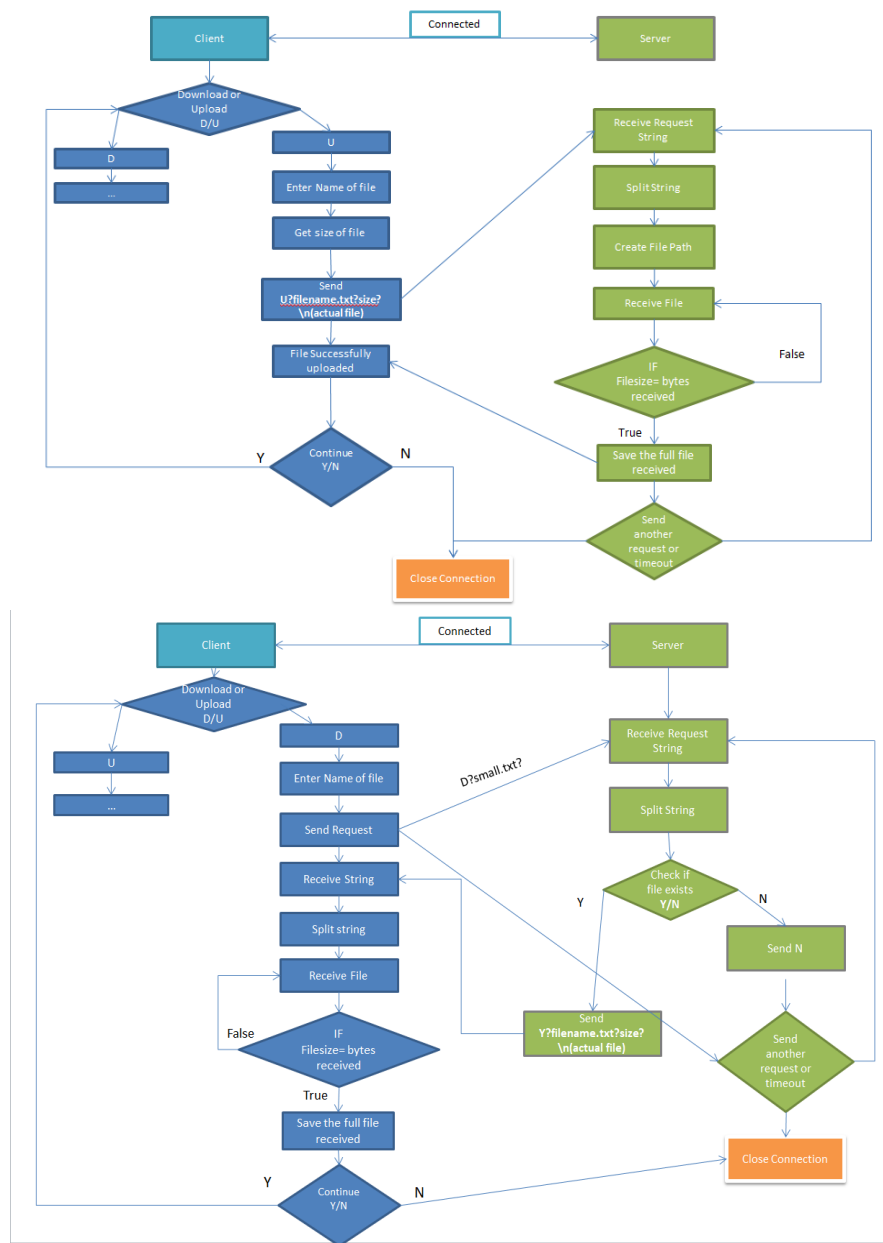 Connected
Client
Server
Download or
Upload
D/U
D
...
U
Enter Name of file
Get size of file
Send
U?filename.txt?size?
\n(actual file)
File Successfully
uploaded
Continue
Y/N
Y
N
Receive Request
String
Split String
Create File Path
Receive File
IF
Filesize= bytes
received
False
True
Save the full file
received
Send
another
request or
timeout
Close Connection
Connected
Client
Server
Download or
Upload
D/U
U
...
D
Enter Name of file
Send Request
D?small.txt?
Receive String
Split string
Receive File
False
IF
Filesize= bytes
received
True
Save the full file
received
Continue
Y/N
Y
N
Receive Request
String
Split String
Check if
file exists
Y/N
Y
N
Send N
Send
Y?filename.txt?size?
\n(actual file)
Send
another
request or
timeout
Close Connection